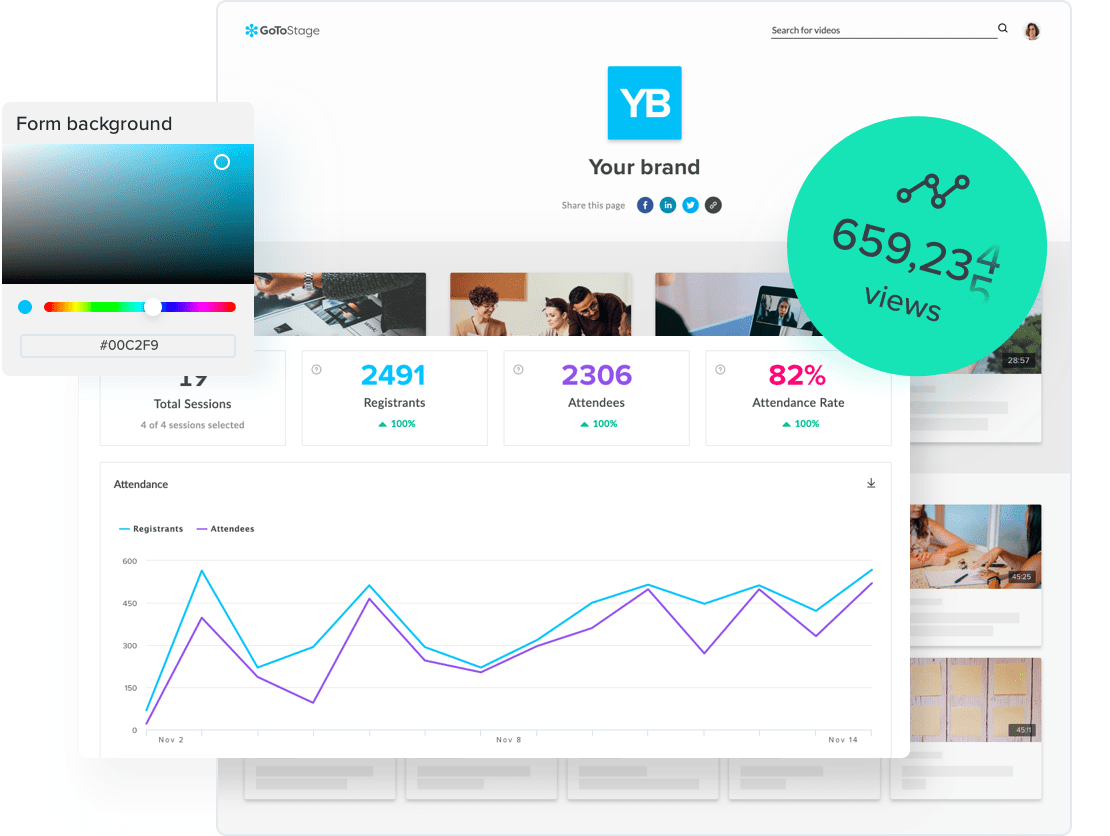 GoToStage
Search for videos
YB
Your brand
Share this page
Form background
#00C2F9
659,234
5
views
28:57
19
Total Sessions
4 of 4 sessions selected
2491
Registrants
100%
2306
Attendees
100%
82%
Attendance Rate
100%
Attendance
Registrants
Attendees
600
450
300
150
0
Nov 2
Nov 8
Nov 14
45:25